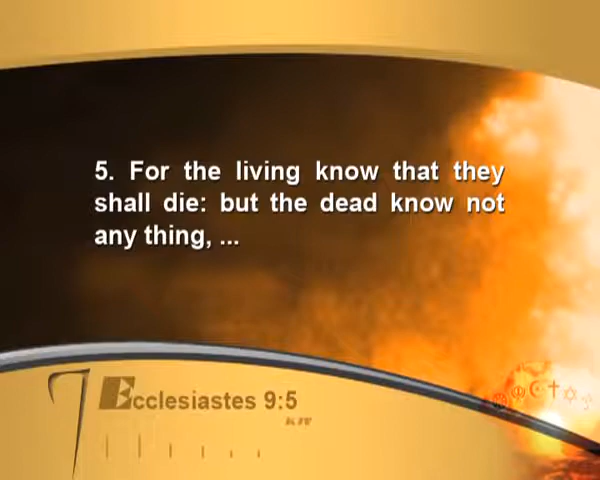 5. For the living know that they
shall die: but the dead know not
any thing, ...
Ecclesiastes 9:5
KJV